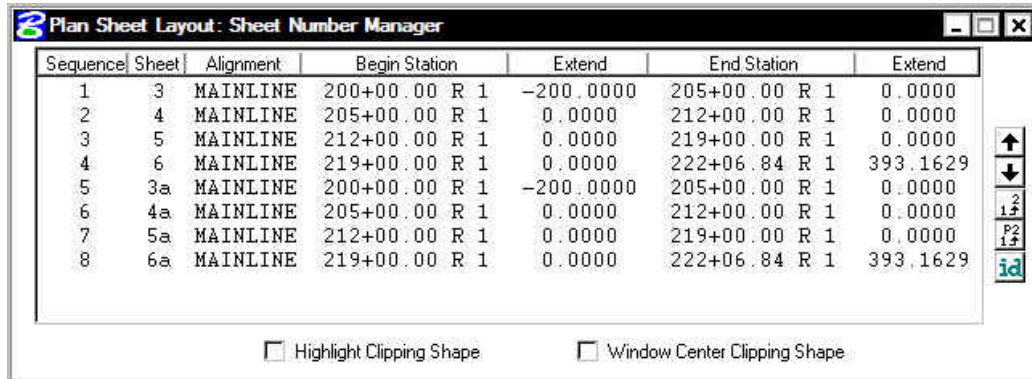 Plan Sheet Layout: Sheet Number Manager
Sequence Sheet Alignment Begin Station Extend End Station Extend
1 3 MAINLINE 200+00.00 R 1 -200.0000 205+00.00 R 1 0.0000
2 4 MAINLINE 205+00.00 R 1 0.0000 212+00.00 R 1 0.0000
3 5 MAINLINE 212+00.00 R 1 0.0000 219+00.00 R 1 0.0000
4 6 MAINLINE 219+00.00 R 1 0.0000 222+06.84 R 1 393.1629
5 3a MAINLINE 200+00.00 R 1 -200.0000 205+00.00 R 1 0.0000
6 4a MAINLINE 205+00.00 R 1 0.0000 212+00.00 R 1 0.0000
7 5a MAINLINE 212+00.00 R 1 0.0000 219+00.00 R 1 0.0000
8 6a MAINLINE 219+00.00 R 1 0.0000 222+06.84 R 1 393.1629
1 2
P2 1
id
Highlight Clipping Shape Window Center Clipping Shape